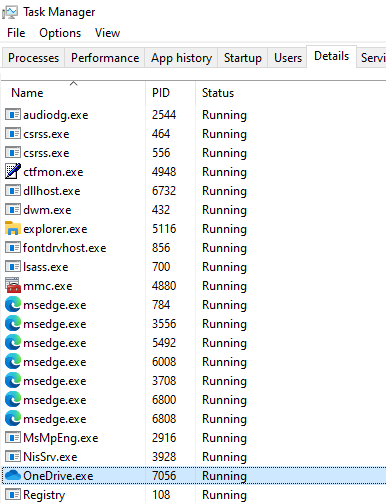 Task Manager
File Options View
Processes Performance App history Startup Users Details Servi
Name PID Status
audiodg.exe 2544 Running
csrss.exe 464 Running
csrss.exe 556 Running
ctfmon.exe 4948 Running
dllhost.exe 6732 Running
dwm.exe 432 Running
explorer.exe 5116 Running
fontdrvhost.exe 856 Running
lsass.exe 700 Running
mmc.exe 4880 Running
msedge.exe 784 Running
msedge.exe 3556 Running
msedge.exe 5492 Running
msedge.exe 6008 Running
msedge.exe 3708 Running
msedge.exe 6800 Running
msedge.exe 6808 Running
MsMpEng.exe 2916 Running
NisSrv.exe 3928 Running
OneDrive.exe 7056 Running
Registry 108 Running